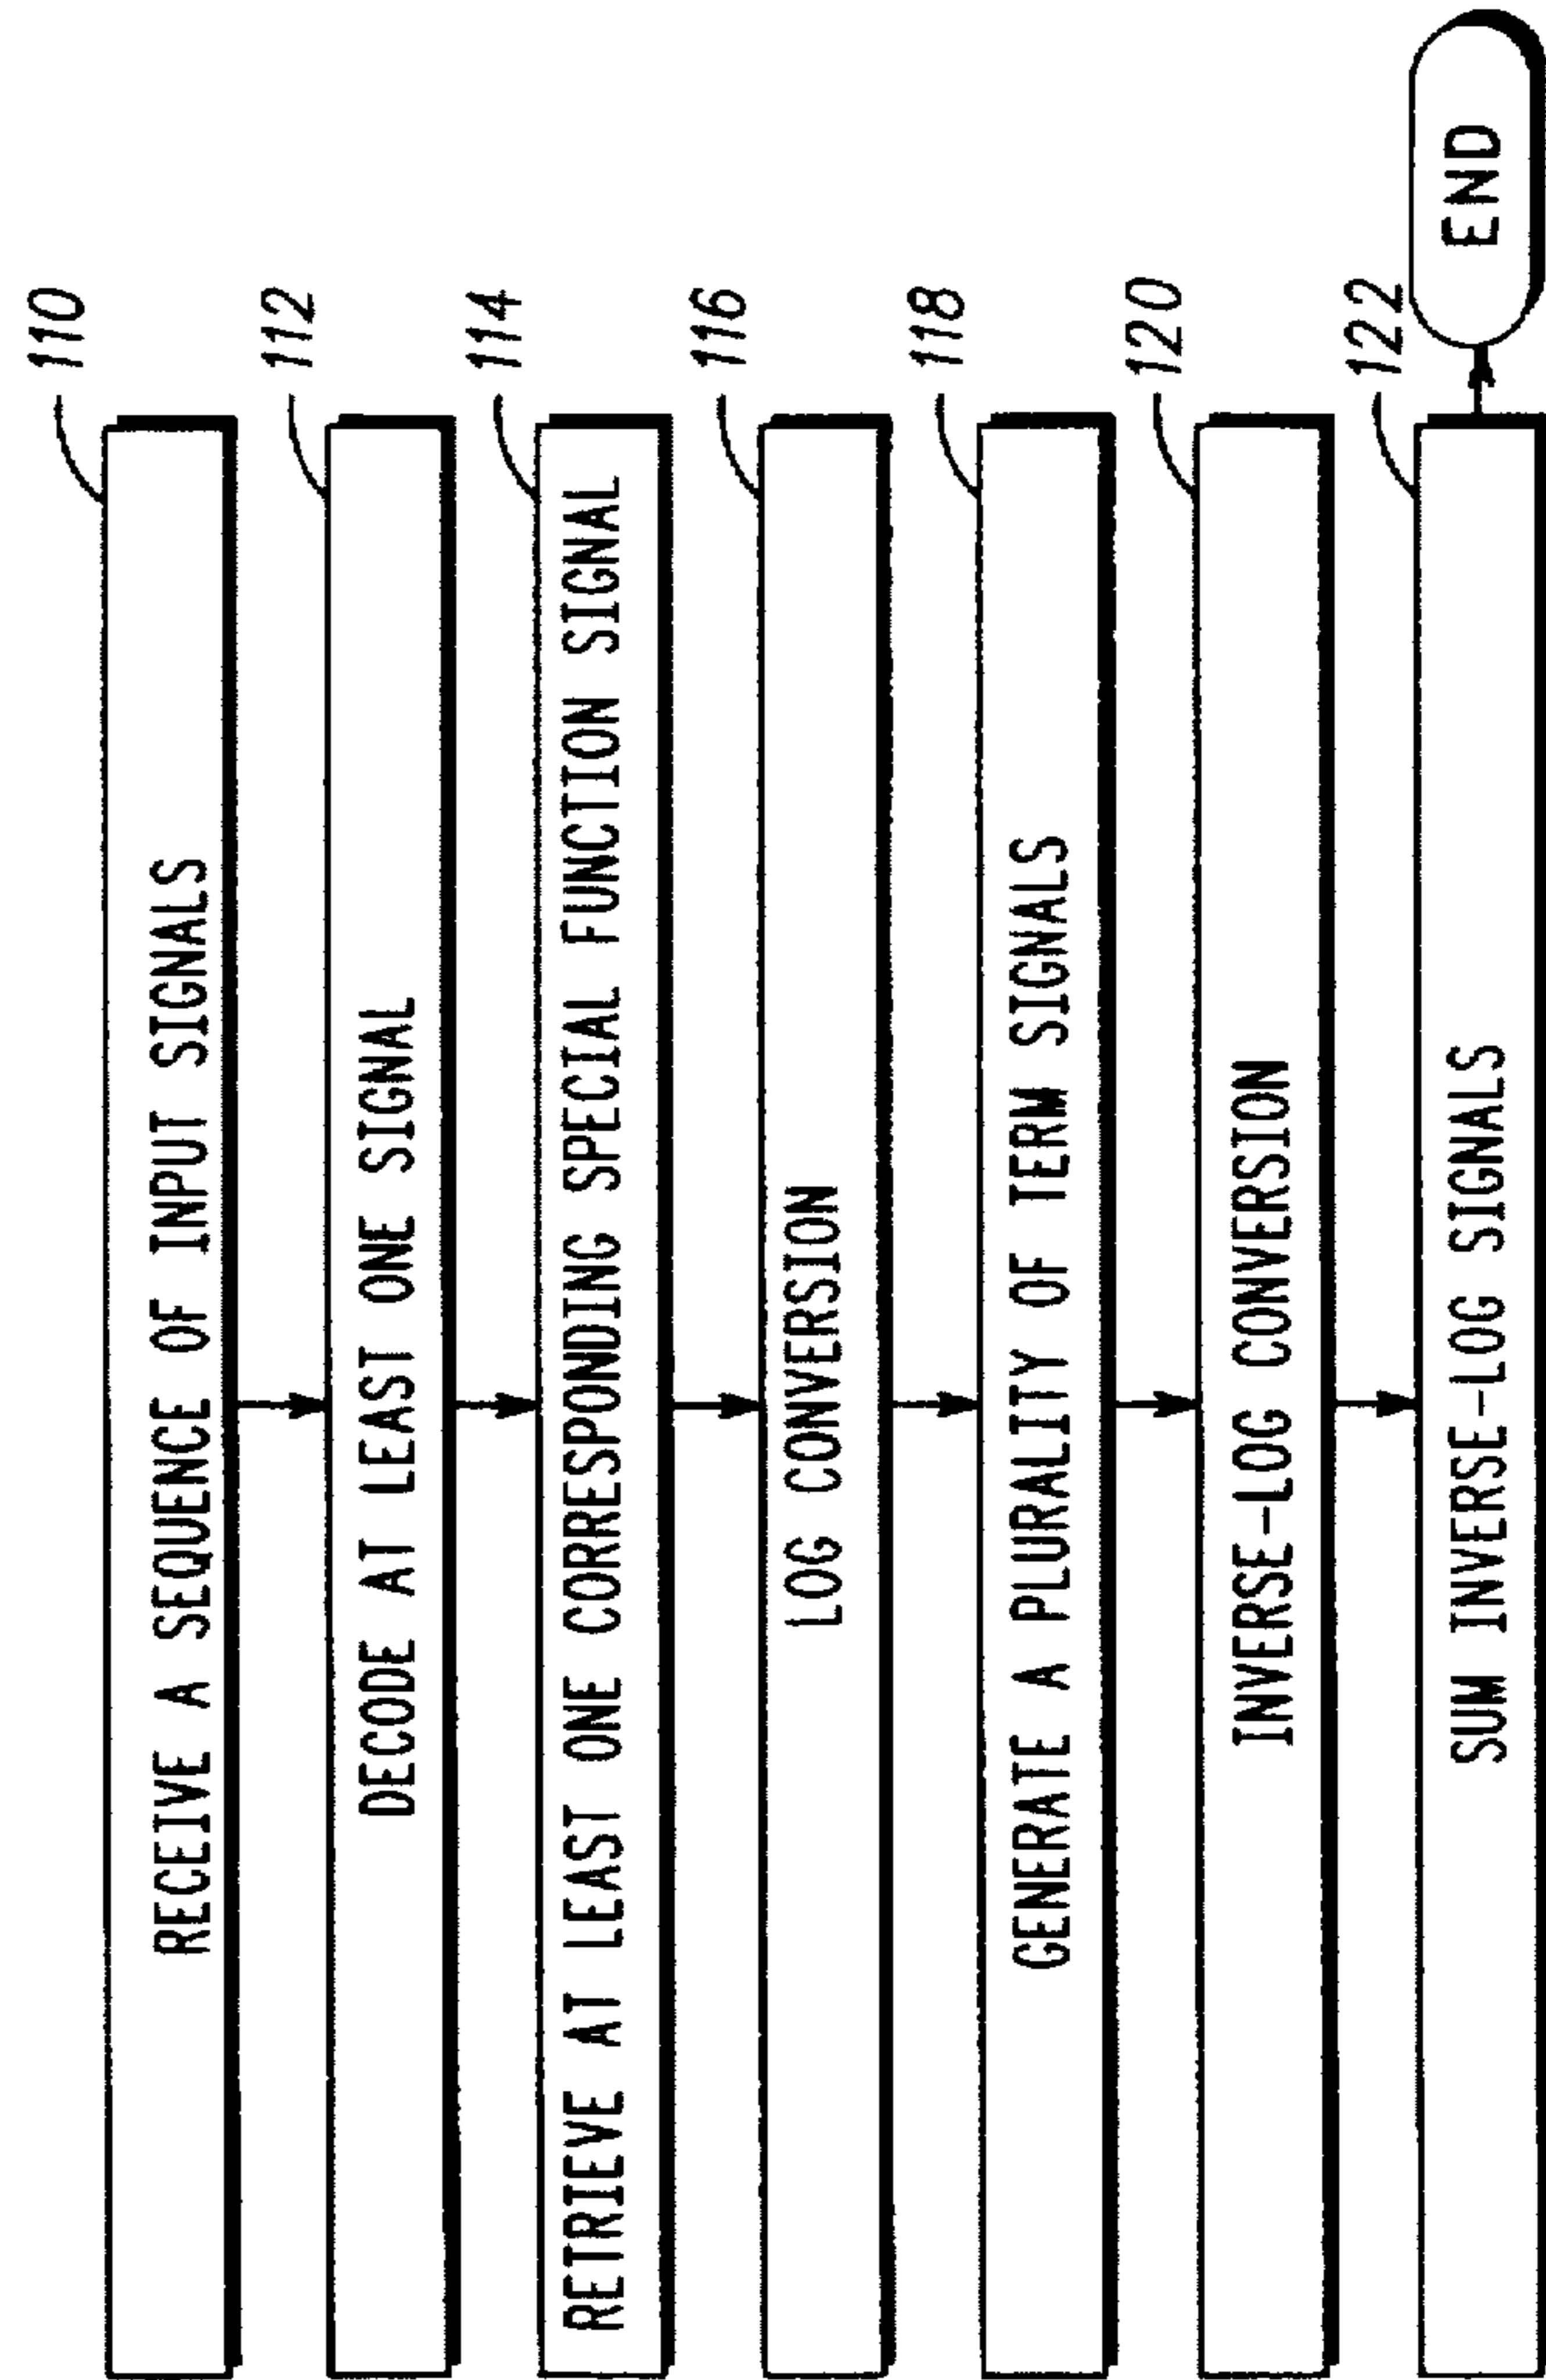 110
RECEIVE A SEQUENCE OF INPUT SIGNALS
112
DECODE AT LEAST ONE SIGNAL
114
RETRIEVE AT LEAST ONE CORRESPONDING SPECIAL FUNCTION SIGNAL
116
LOG CONVERSION
118
GENERATE A PLURALITY OF TERM SIGNALS
120
INVERSE-LOG CONVERSION
122
SUM INVERSE-LOG SIGNALS
END